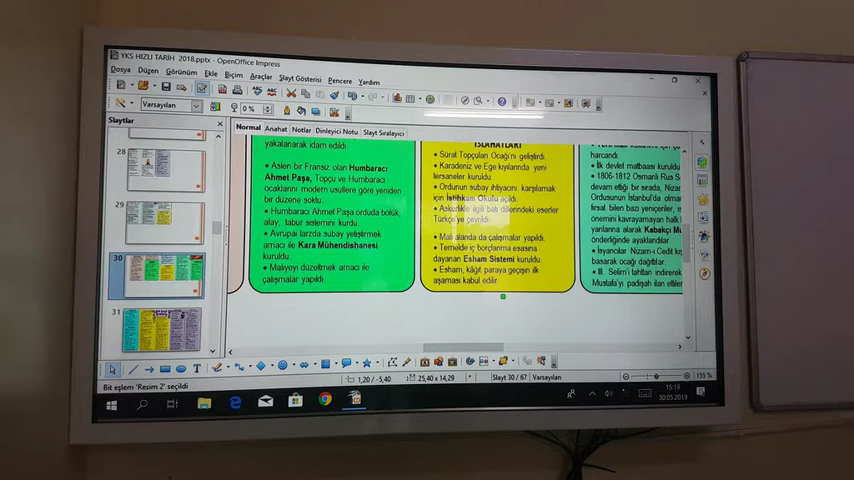 YKS HIZLI TARİH 2018.pptx - OpenOffice Impress
Dosya Düzen Görünüm Ekle Biçim Araçlar Slayt Gösterisi Pencere Yardım
Varsayılan
0 %
Slaytlar
Normal Anahat Notlar Dinleyici Notu Slayt Sıralayıcı
28
29
30
31
yakalanarak idam edildi
• Aslen bir Fransız olan Humbaracı
Ahmet Paşa, Topçu ve Humbaracı
ocaklarını modern usullere göre yeniden
bir düzene soktu
• Humbaracı Ahmet Paşa orduda bölük,
alay, tabur sistemini kurdu
• Avrupai tarzda subay yetiştirmek
amacı ile Kara Mühendishanesi
kuruldu
• Maliyeyi düzeltmek amacı ile
çalışmalar yapıldı
ISLAHATLARI
• Sürat Topçuları Ocağı'nı geliştirdi.
• Karadeniz ve Ege kıyılarında yeni
tersaneler kuruldu.
• Ordunun subay ihtiyacını karşılamak
için İstihkam Okulu açıldı.
• Askerlikle ilgili batı dillerindeki eserler
Türkçe'ye çevrildi.
• Mali alanda da çalışmalar yapıldı.
• Temelde iç borçlanma esasına
dayanan Esham Sistemi kuruldu.
• Esham, kâğıt paraya geçişin ilk
aşaması kabul edilir.
harcandı.
• İlk devlet matbaası kuruldu
• 1806-1812 Osmanlı Rus Sa
devam ettiği bir sırada, Niza
Ordusunun İstanbul'da olma
fırsat bilen bazı yeniçeriler, ıs
önemini kavrayamayan halk
yanlarına alarak Kabakçı Mu
önderliğinde ayaklandılar
• İsyancılar Nizam-ı Cedit kış
basarak ocağı dağıttılar.
• III. Selim'i tahttan indirerek
Mustafa'yı padişah ilan ettiler
Bit eşlem 'Resim 2' seçildi
1,20 / -5,40
25,40 x 14,29
Slayt 30 / 67
Varsayılan
155 %
15:19
30.05.2019